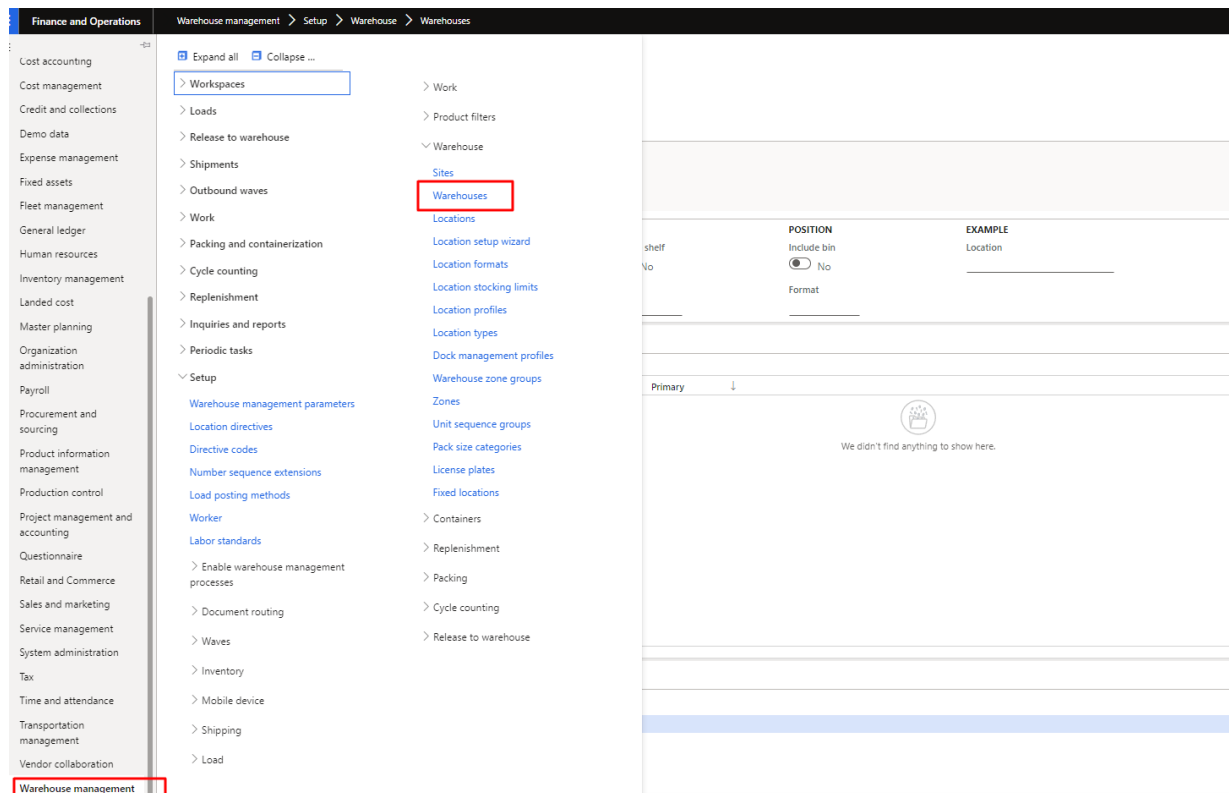 Finance and Operations
Warehouse management > Setup > Warehouse > Warehouses
Cost accounting
Cost management
Credit and collections
Demo data
Expense management
Fixed assets
Fleet management
General ledger
Human resources
Inventory management
Landed cost
Master planning
Organization
administration
Payroll
Procurement and
sourcing
Product information
management
Production control
Project management and
accounting
Questionnaire
Retail and Commerce
Sales and marketing
Service management
System administration
Tax
Time and attendance
Transportation
management
Vendor collaboration
Warehouse management
Expand all Collapse ...
Workspaces
Loads
Release to warehouse
Shipments
Outbound waves
Work
Packing and containerization
Cycle counting
Replenishment
Inquiries and reports
Periodic tasks
Setup
Warehouse management parameters
Location directives
Directive codes
Number sequence extensions
Load posting methods
Worker
Labor standards
Enable warehouse management
processes
Document routing
Waves
Inventory
Mobile device
Shipping
Load
Work
Product filters
Warehouse
Sites
Warehouses
Locations
Location setup wizard
Location formats
Location stocking limits
Location profiles
Location types
Dock management profiles
Warehouse zone groups
Zones
Unit sequence groups
Pack size categories
License plates
Fixed locations
Containers
Replenishment
Packing
Cycle counting
Release to warehouse
shelf
No
POSITION
Include bin
No
Format
EXAMPLE
Location
Primary
We didn't find anything to show here.